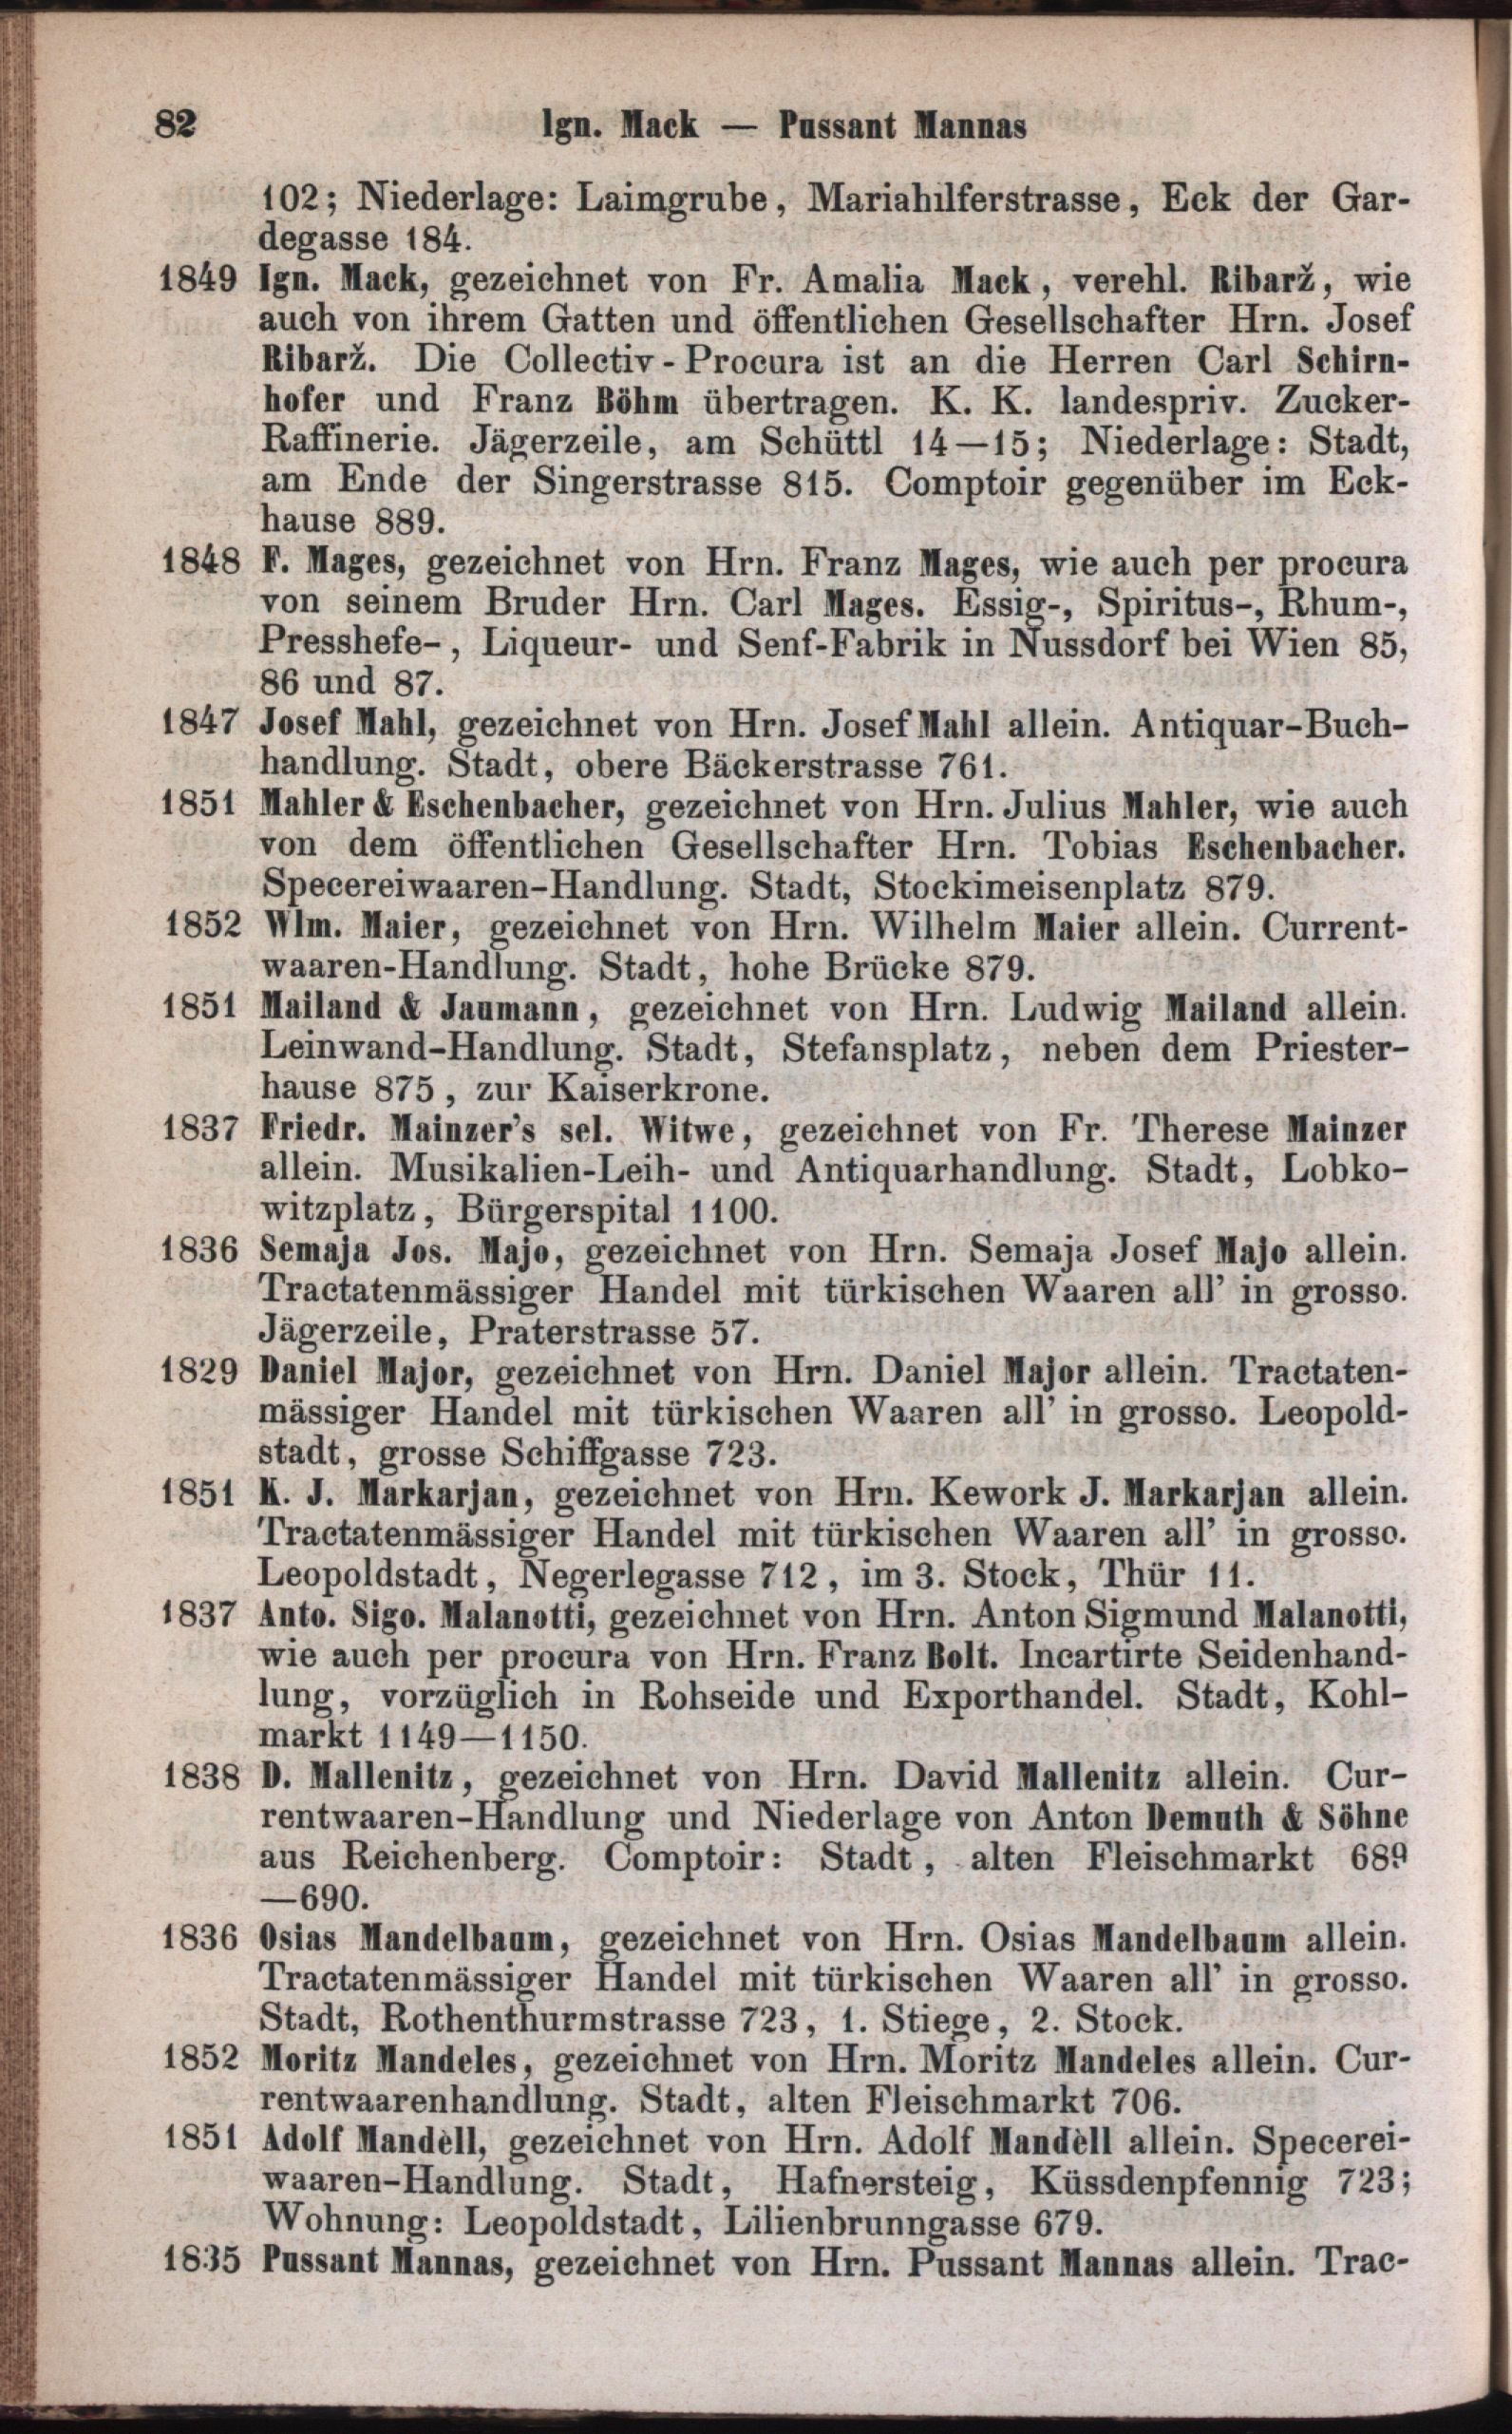 82 Ign. Mack — Pussant Mannas
102; Niederlage: Laimgrube, Mariahilferstrasse, Eck der Gar-
degasse 184.
1849 Ign. Mack, gezeichnet von Fr. Amalia Mack, verehl. Ribarž, wie
auch von ihrem Gatten und öffentlichen Gesellschafter Hrn. Josef
Ribarž. Die Collectiv-Procura ist an die Herren Carl Schirn-
hofer und Franz Böhm übertragen. K. K. landespriv. Zucker-
Raffinerie. Jägerzeile, am Schüttl 14—15; Niederlage: Stadt,
am Ende der Singerstrasse 815. Comptoir gegenüber im Eck-
hause 889.
1848 F. Mages, gezeichnet von Hrn. Franz Mages, wie auch per procura
von seinem Bruder Hrn. Carl Mages. Essig-, Spiritus-, Rhum-,
Presshefe-, Liqueur- und Senf-Fabrik in Nussdorf bei Wien 85,
86 und 87.
1847 Josef Mahl, gezeichnet von Hrn. Josef Mahl allein. Antiquar-Buch-
handlung. Stadt, obere Bäckerstrasse 761.
1851 Mahler & Eschenbacher, gezeichnet von Hrn. Julius Mahler, wie auch
von dem öffentlichen Gesellschafter Hrn. Tobias Eschenbacher.
Specereiwaaren-Handlung. Stadt, Stockimeisenplatz 879.
1852 Wlm. Maier, gezeichnet von Hrn. Wilhelm Maier allein. Current-
waaren-Handlung. Stadt, hohe Brücke 879.
1851 Mailand & Jaumann, gezeichnet von Hrn. Ludwig Mailand allein.
Leinwand-Handlung. Stadt, Stefansplatz, neben dem Priester-
hause 875, zur Kaiserkrone.
1837 Friedr. Mainzer's sel. Witwe, gezeichnet von Fr. Therese Mainzer
allein. Musikalien-Leih- und Antiquarhandlung. Stadt, Lobko-
witzplatz, Bürgerspital 1100.
1836 Semaja Jos. Majo, gezeichnet von Hrn. Semaja Josef Majo allein.
Tractatenmässiger Handel mit türkischen Waaren all' in grosso.
Jägerzeile, Praterstrasse 57.
1829 Daniel Major, gezeichnet von Hrn. Daniel Major allein. Tractaten-
mässiger Handel mit türkischen Waaren all' in grosso. Leopold-
stadt, grosse Schiffgasse 723.
1851 K. J. Markarjan, gezeichnet von Hrn. Kework J. Markarjan allein.
Tractatenmässiger Handel mit türkischen Waaren all' in grosso.
Leopoldstadt, Negerlegasse 712, im 3. Stock, Thür 11.
1837 Anto. Sigo. Malanotti, gezeichnet von Hrn. Anton Sigmund Malanotti,
wie auch per procura von Hrn. Franz Bolt. Incartirte Seidenhand-
lung, vorzüglich in Rohseide und Exporthandel. Stadt, Kohl-
markt 1149—1150.
1838 D. Mallenitz, gezeichnet von Hrn. David Mallenitz allein. Cur-
rentwaaren-Handlung und Niederlage von Anton Demuth & Söhne
aus Reichenberg. Comptoir: Stadt, alten Fleischmarkt 689
—690.
1836 Osias Mandelbaum, gezeichnet von Hrn. Osias Mandelbaum allein.
Tractatenmässiger Handel mit türkischen Waaren all' in grosso.
Stadt, Rothenthurmstrasse 723, 1. Stiege, 2. Stock.
1852 Moritz Mandeles, gezeichnet von Hrn. Moritz Mandeles allein. Cur-
rentwaarenhandlung. Stadt, alten Fleischmarkt 706.
1851 Adolf Mandèll, gezeichnet von Hrn. Adolf Mandèll allein. Specerei-
waaren-Handlung. Stadt, Hafnersteig, Küssdenpfennig 723;
Wohnung: Leopoldstadt, Lilienbrunngasse 679.
1835 Pussant Mannas, gezeichnet von Hrn. Pussant Mannas allein. Trac-